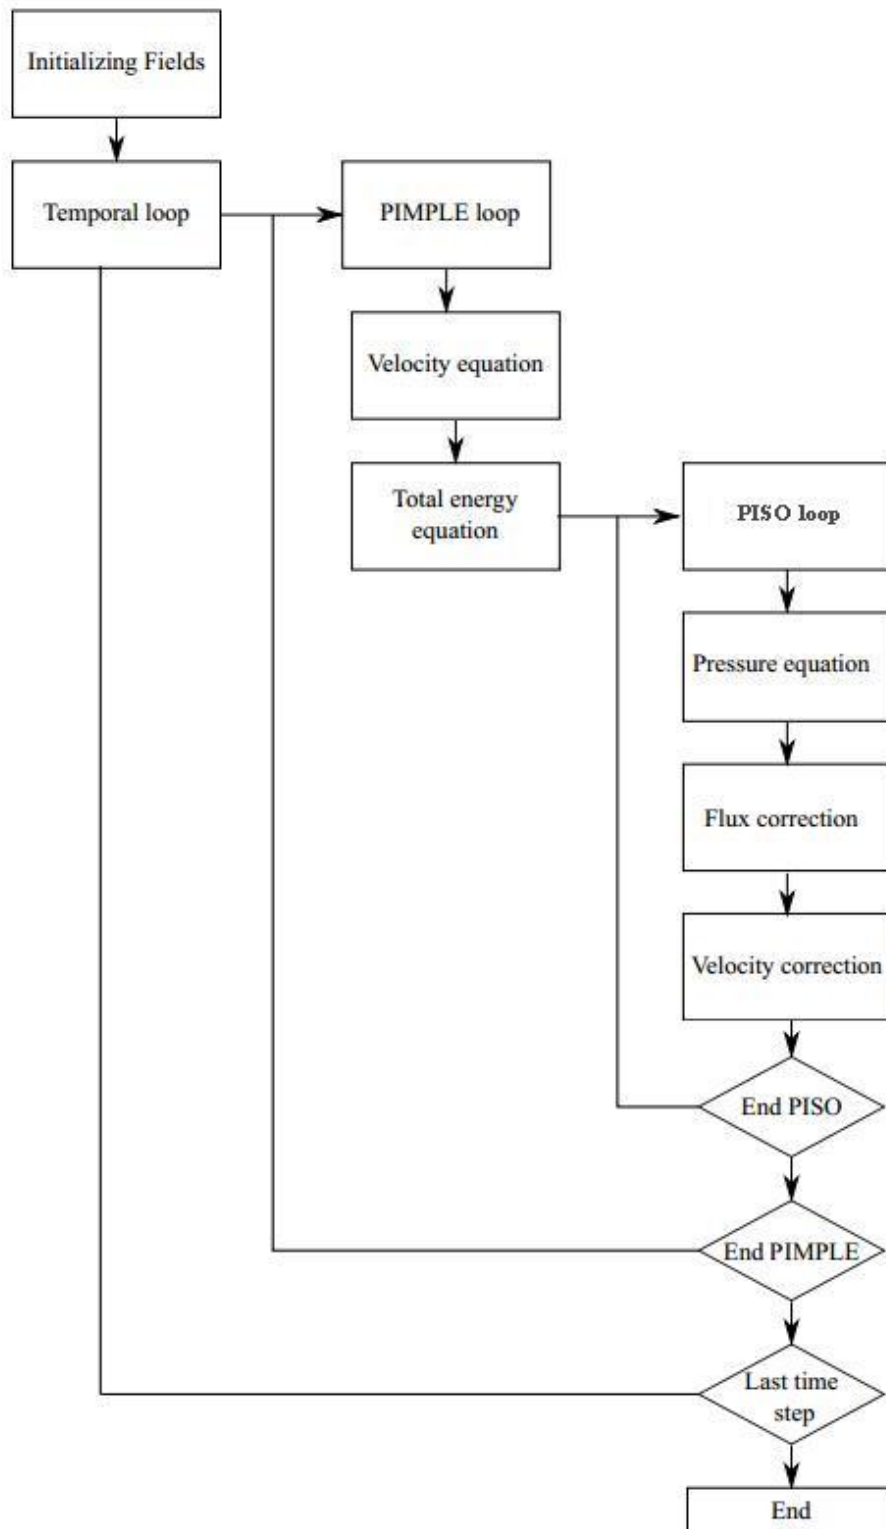 Initializing Fields
Temporal loop
PIMPLE loop
Velocity equation
Total energy
equation
PISO loop
Pressure equation
Flux correction
Velocity correction
End PISO
End PIMPLE
Last time
step
End